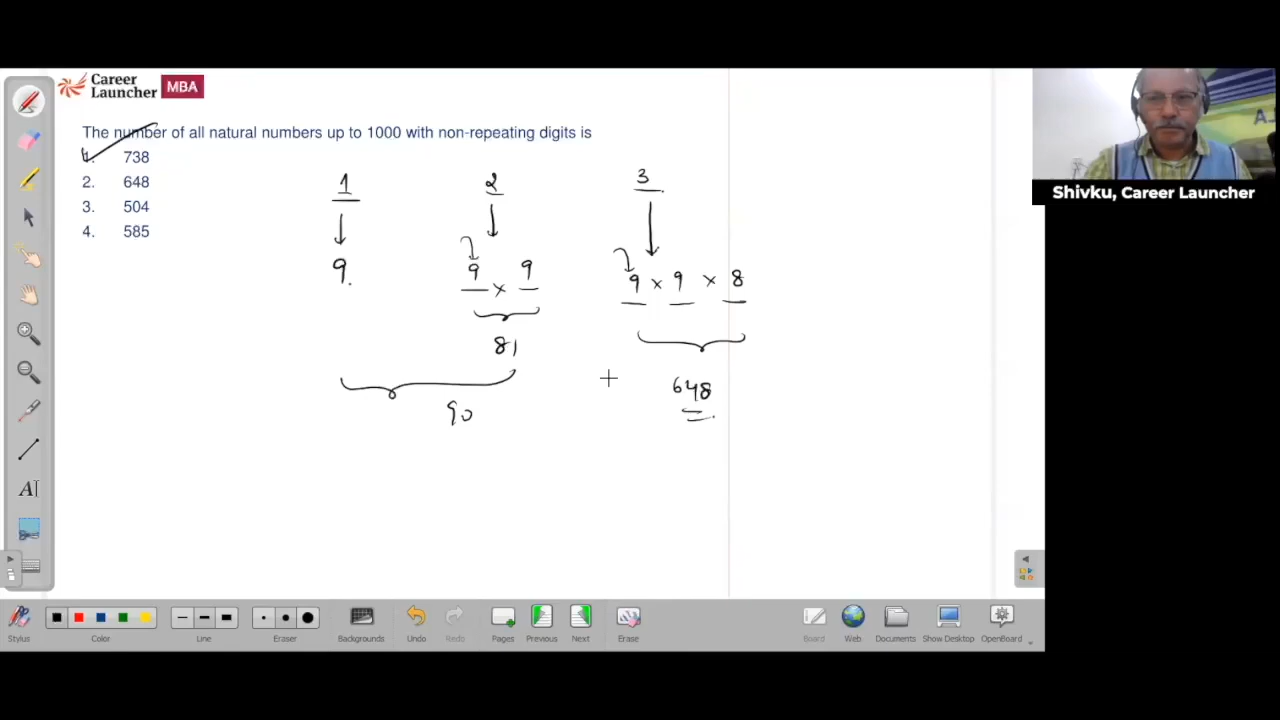 Career
Launcher MBA
The number of all natural numbers up to 1000 with non-repeating digits is
1. 738
2. 648
3. 504
4. 585
1 2 3
9. 9 × 9 9 × 9 × 8
81
90 + 648
Shivku, Career Launcher
A
Stylus Color Line Eraser Backgrounds Undo Redo Pages Previous Next Erase Board Web Documents Show Desktop OpenBoard